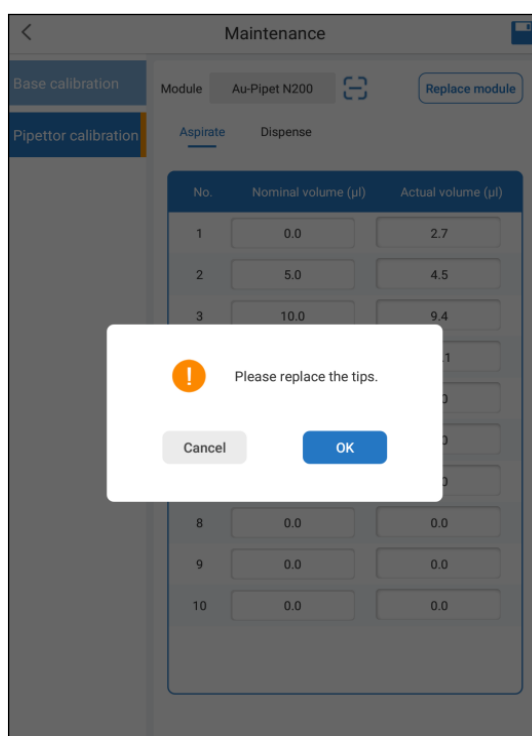 Maintenance
Base calibration
Pipettor calibration
Module Au-Pipet N200 Replace module
Aspirate Dispense
No. Nominal volume (µl) Actual volume (µl)
1 0.0 2.7
2 5.0 4.5
3 10.0 9.4
Please replace the tips.
Cancel OK
8 0.0 0.0
9 0.0 0.0
10 0.0 0.0